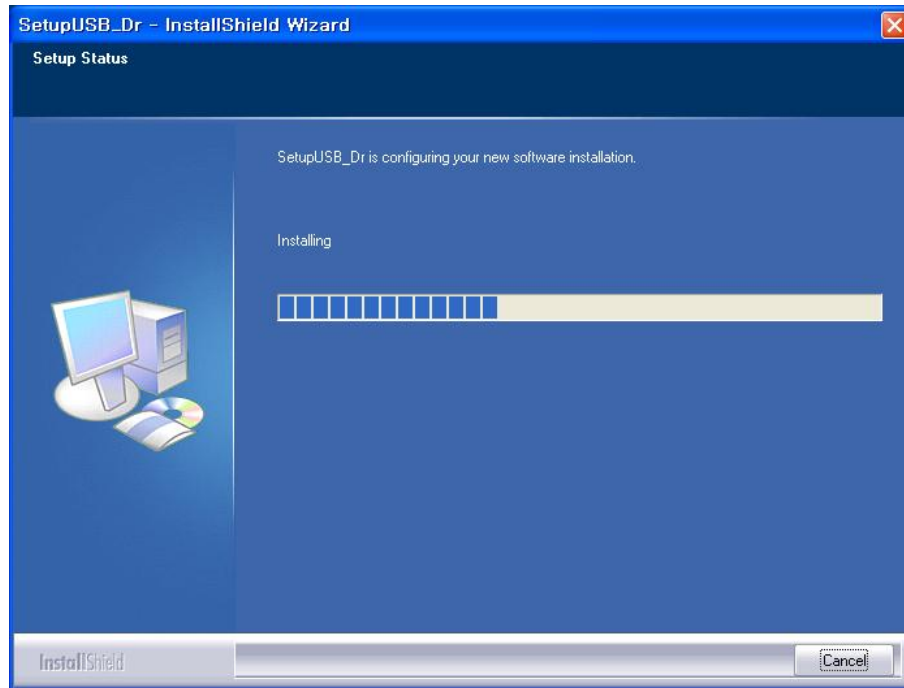 SetupUSB_Dr - InstallShield Wizard
Setup Status
SetupUSB_Dr is configuring your new software installation.
Installing
InstallShield
Cancel